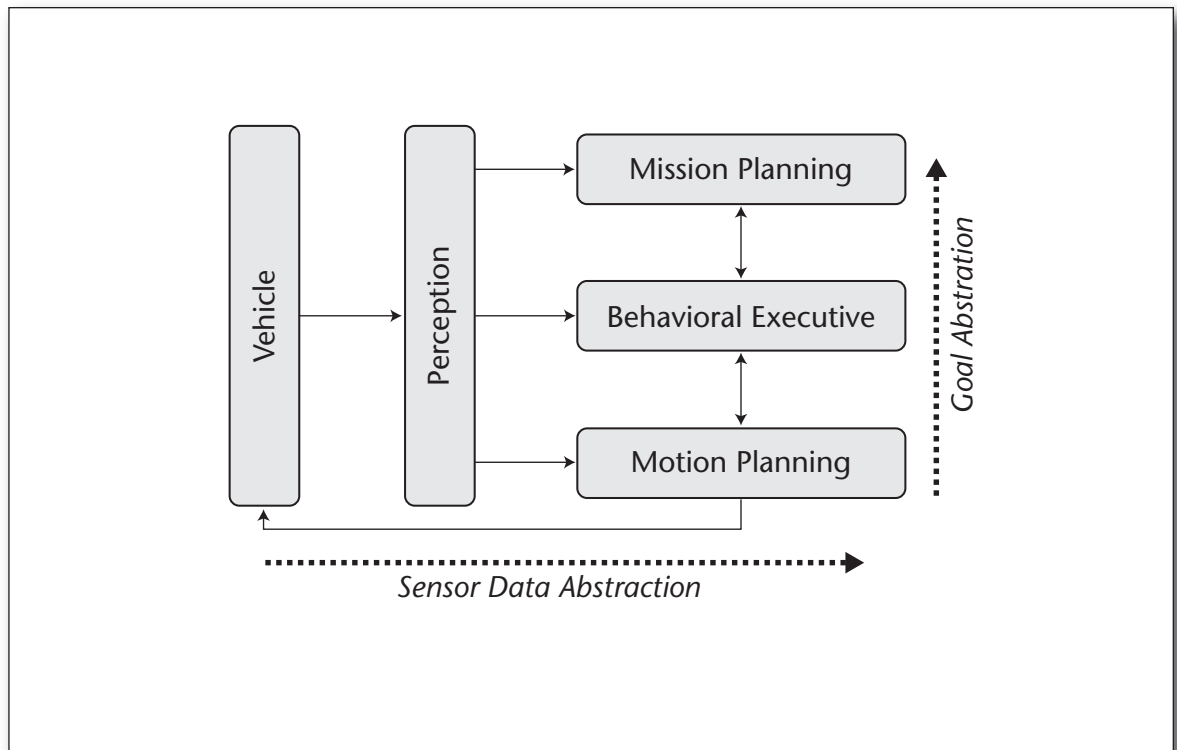 Vehicle
Perception
Mission Planning
Behavioral Executive
Motion Planning
Goal Abstration
Sensor Data Abstraction